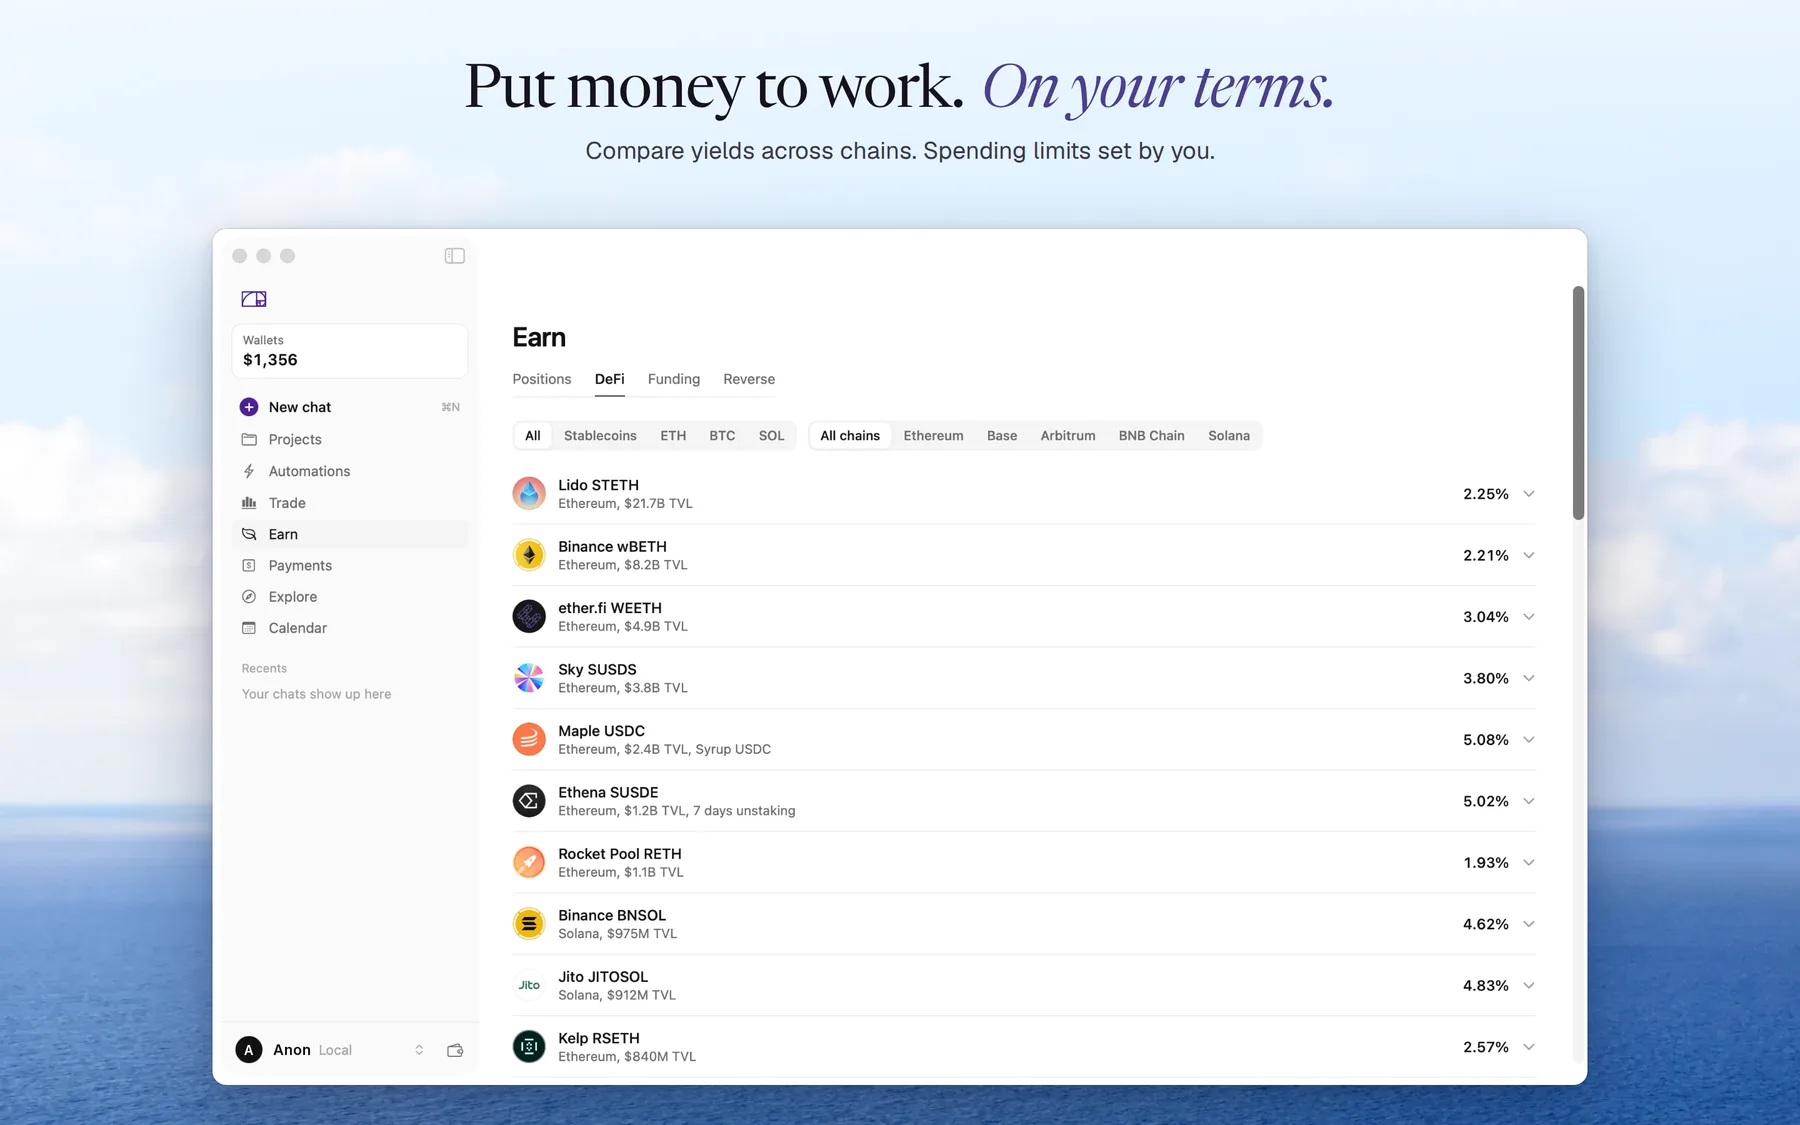 Put money to work. On your terms.
Compare yields across chains. Spending limits set by you.
Wallets
$1,356
New chat ⌘N
Projects
Automations
Trade
Earn
Payments
Explore
Calendar
Recents
Your chats show up here
A Anon Local
Earn
Positions DeFi Funding Reverse
All Stablecoins ETH BTC SOL All chains Ethereum Base Arbitrum BNB Chain Solana
Lido STETH
Ethereum, $21.7B TVL
2.25%
Binance wBETH
Ethereum, $8.2B TVL
2.21%
ether.fi WEETH
Ethereum, $4.9B TVL
3.04%
Sky SUSDS
Ethereum, $3.8B TVL
3.80%
Maple USDC
Ethereum, $2.4B TVL, Syrup USDC
5.08%
Ethena SUSDE
Ethereum, $1.2B TVL, 7 days unstaking
5.02%
Rocket Pool RETH
Ethereum, $1.1B TVL
1.93%
Binance BNSOL
Solana, $975M TVL
4.62%
Jito
Jito JITOSOL
Solana, $912M TVL
4.83%
Kelp RSETH
Ethereum, $840M TVL
2.57%